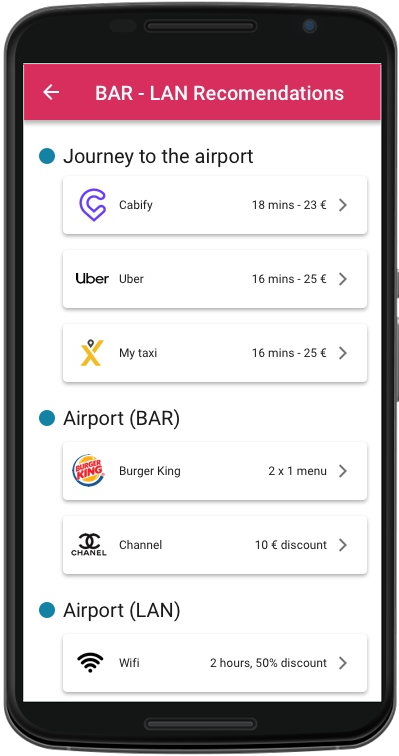 BAR - LAN Recomendations
Journey to the airport
Cabify 18 mins - 23 €
Uber Uber 16 mins - 25 €
My taxi 16 mins - 25 €
Airport (BAR)
BURGER KING Burger King 2 x 1 menu
CHANEL Channel 10 € discount
Airport (LAN)
Wifi 2 hours, 50% discount